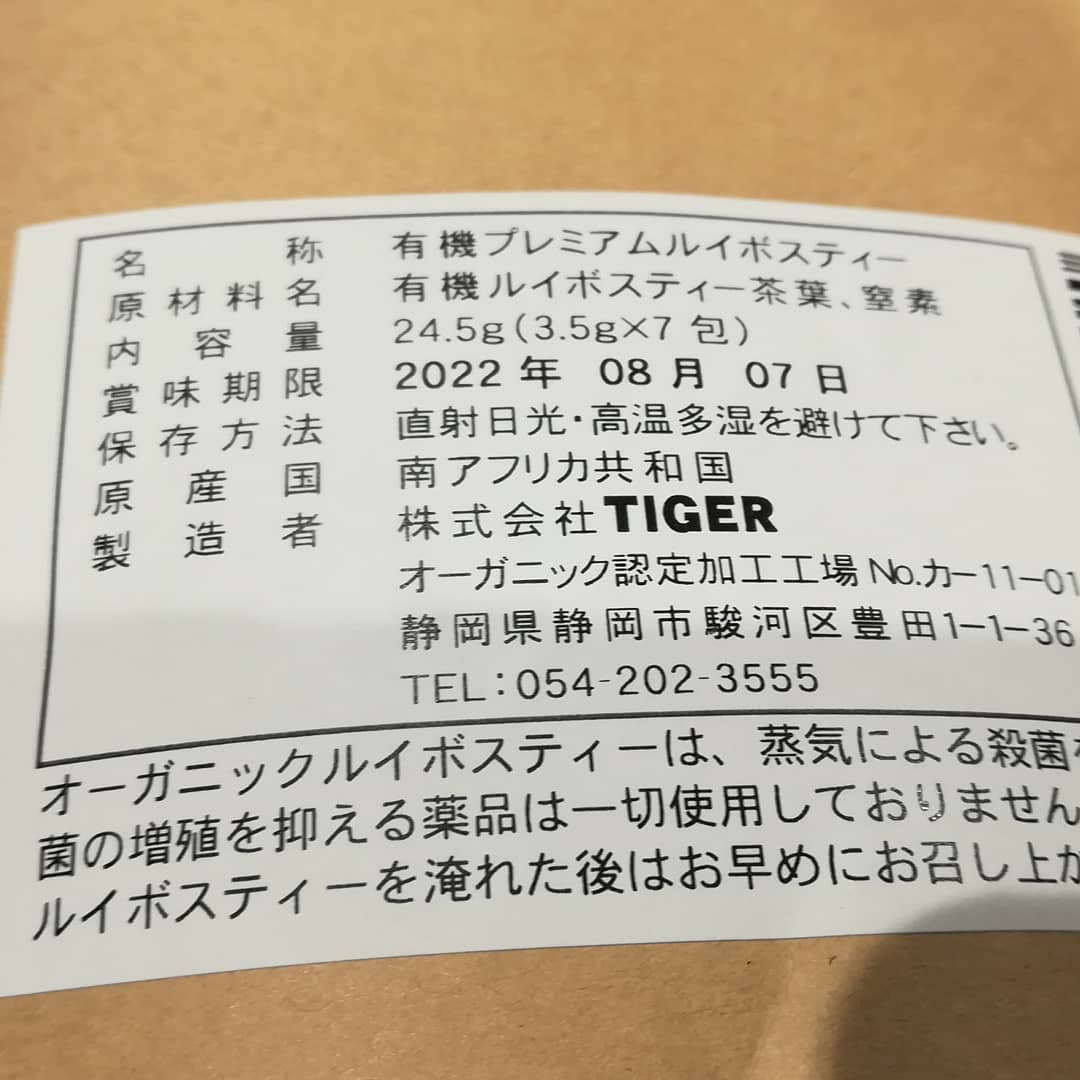 名称 有機プレミアムルイボスティー
原材料名 有機ルイボスティー茶葉、窒素
内容量 24.5g(3.5g×7包)
賞味期限 2022年 08月 07日
保存方法 直射日光・高温多湿を避けて下さい。
原産国 南アフリカ共和国
製造者 株式会社TIGER
オーガニック認定加工工場No.カ-11-01
静岡県静岡市駿河区豊田1-1-36
TEL:054-202-3555
オーガニックルイボスティーは、蒸気による殺菌
菌の増殖を抑える薬品は一切使用しておりません
ルイボスティーを淹れた後はお早めにお召し上が